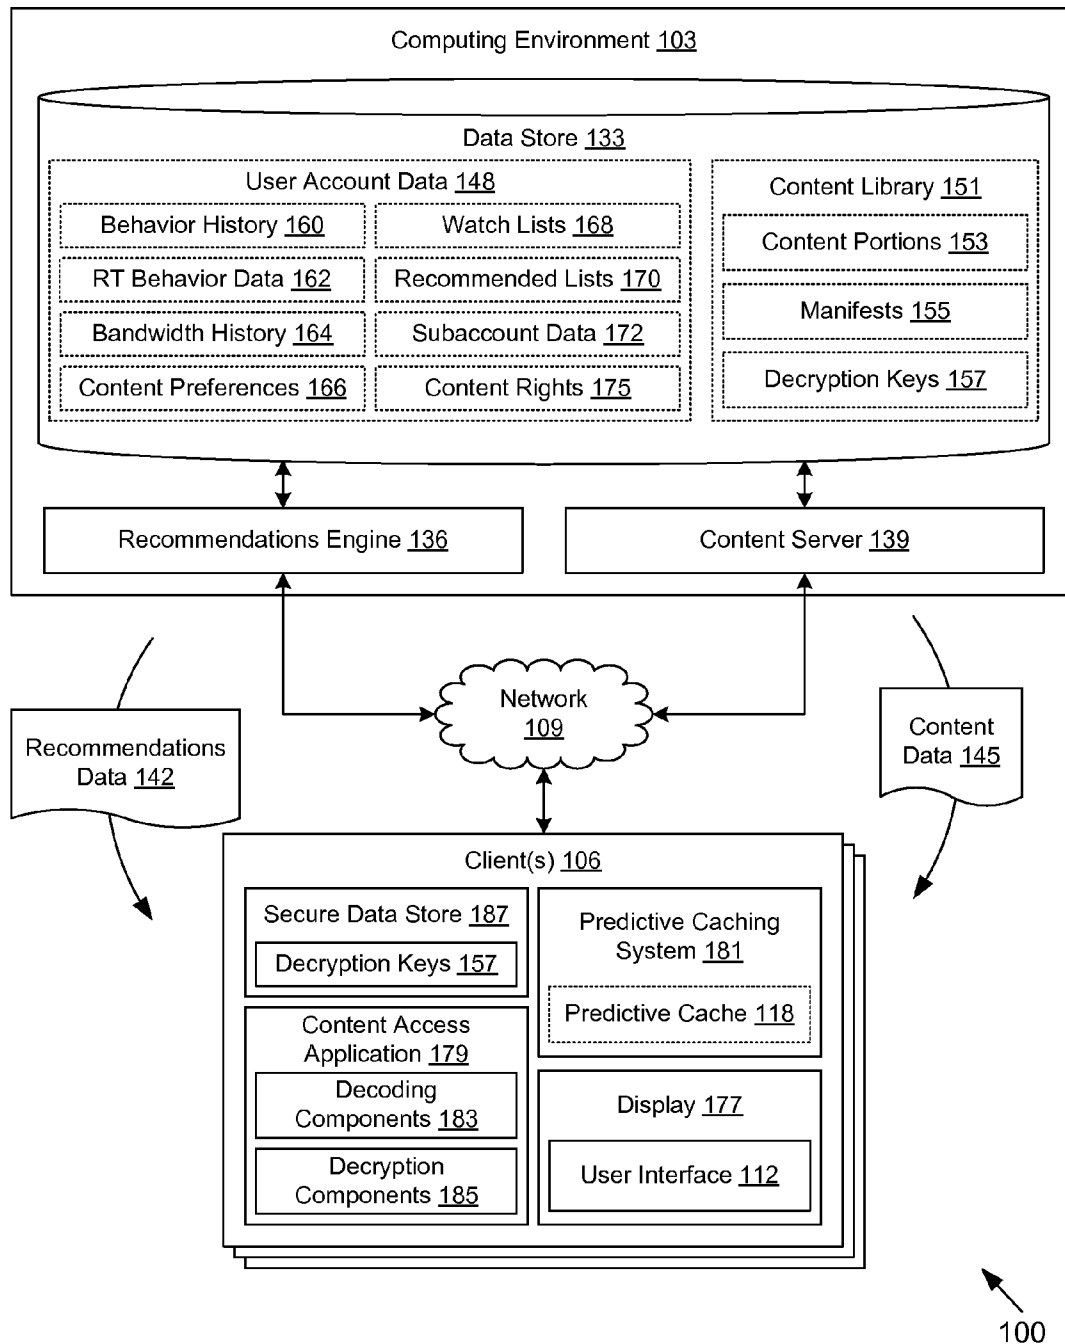 Computing Environment 103
Data Store 133
User Account Data 148
Behavior History 160
Watch Lists 168
RT Behavior Data 162
Recommended Lists 170
Bandwidth History 164
Subaccount Data 172
Content Preferences 166
Content Rights 175
Content Library 151
Content Portions 153
Manifests 155
Decryption Keys 157
Recommendations Engine 136
Content Server 139
Network
109
Recommendations
Data 142
Content
Data 145
Client(s) 106
Secure Data Store 187
Decryption Keys 157
Content Access
Application 179
Decoding
Components 183
Decryption
Components 185
Predictive Caching
System 181
Predictive Cache 118
Display 177
User Interface 112
100